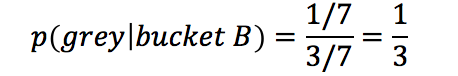 p(grey|bucket B) = 1/7 / 3/7 = 1/3